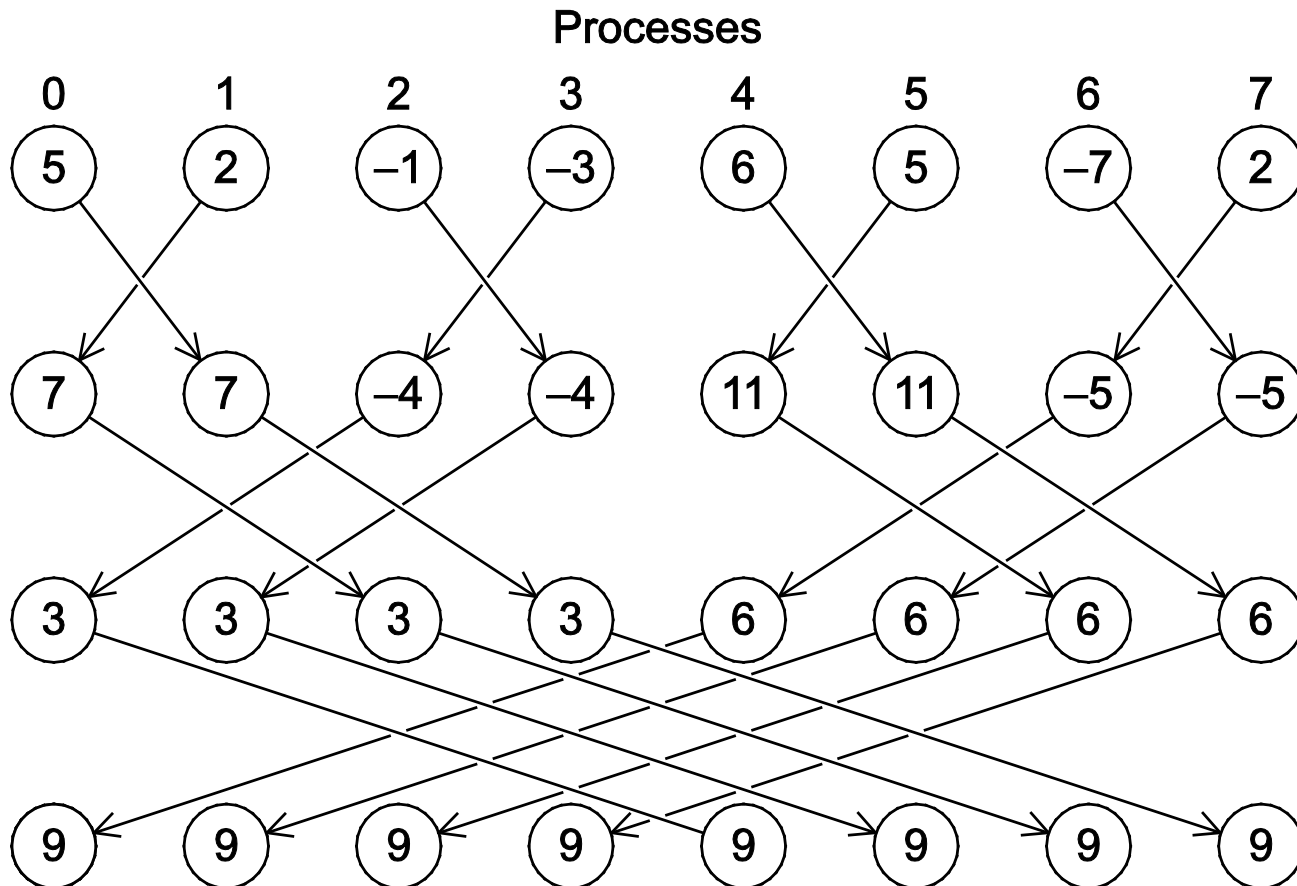 Processes
0 1 2 3 4 5 6 7
5 2 –1 –3 6 5 –7 2
7 7 –4 –4 11 11 –5 –5
3 3 3 3 6 6 6 6
9 9 9 9 9 9 9 9